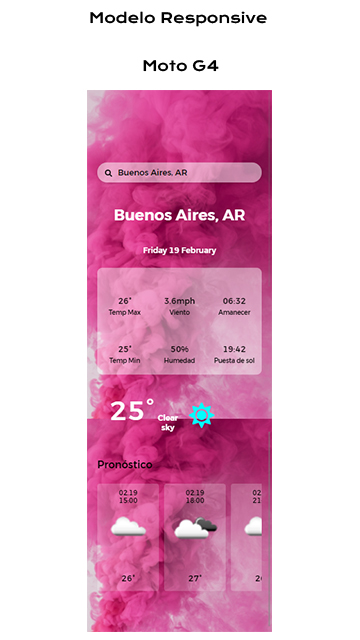 Modelo Responsive
Moto G4
Buenos Aires, AR
Buenos Aires, AR
Friday 19 February
26° 3.6mph 06:32
Temp Max Viento Amanecer
25° 50% 19:42
Temp Min Humedad Puesta de sol
25° Clear
sky
Pronóstico
02.19 02.19 02
15:00 18:00 21
26° 27° 2